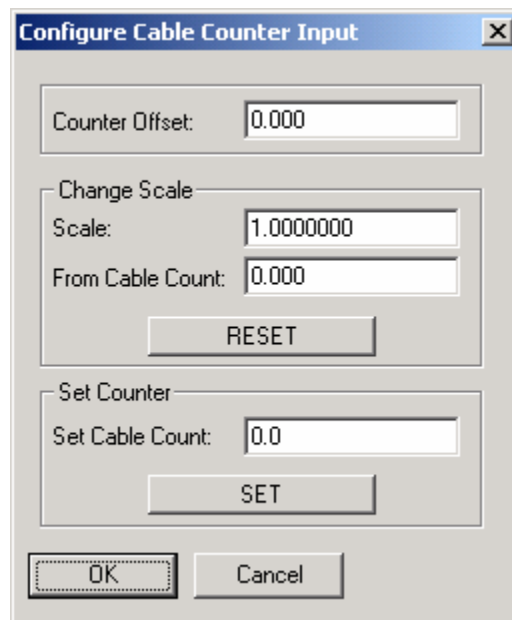 Configure Cable Counter Input
Counter Offset: 0.000
Change Scale
Scale: 1.0000000
From Cable Count: 0.000
RESET
Set Counter
Set Cable Count: 0.0
SET
OK Cancel